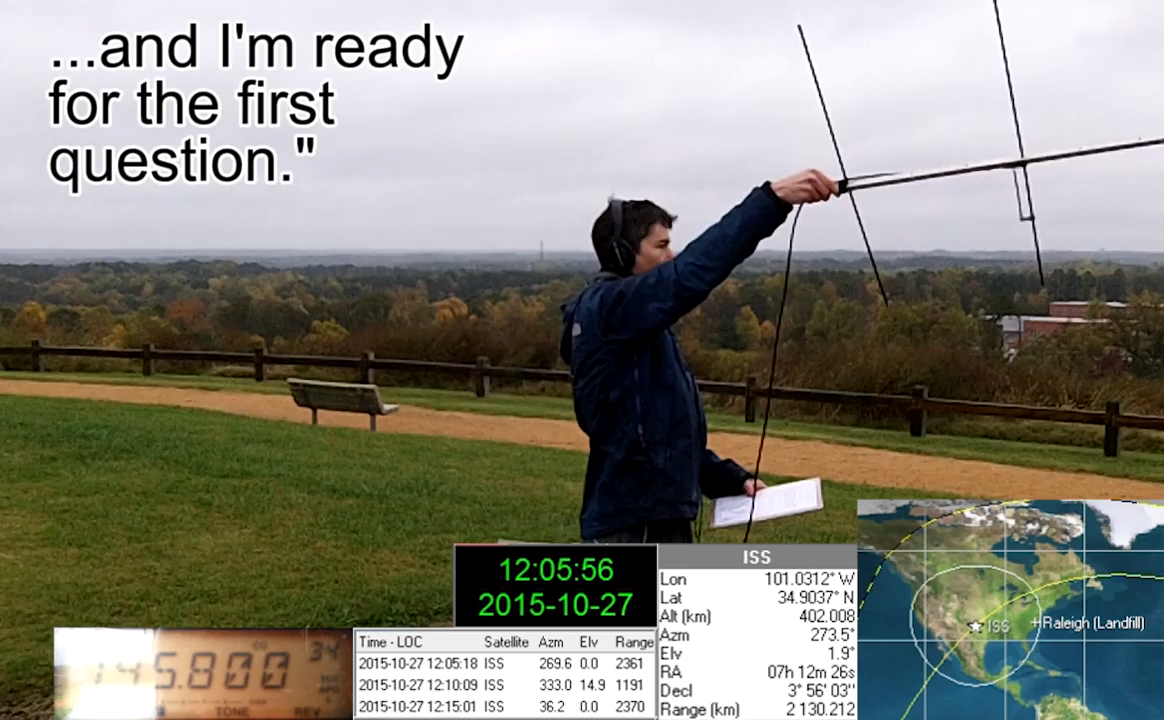 ...and I'm ready
for the first
question."
12:05:56
2015-10-27
ISS
Lon 101.0312° W
Lat 34.9037° N
Alt (km) 402.008
Azm 273.5°
Elv 1.9°
RA 07h 12m 26s
Decl 3° 56' 03"
Range (km) 2 130.212
ISS
Raleigh (Landfill)
Time - LOC Satellite Azm Elv Range
2015-10-27 12:05:18 ISS 269.6 0.0 2361
2015-10-27 12:10:09 ISS 333.0 14.9 1191
2015-10-27 12:15:01 ISS 36.2 0.0 2370
34
145.800
TONE REV